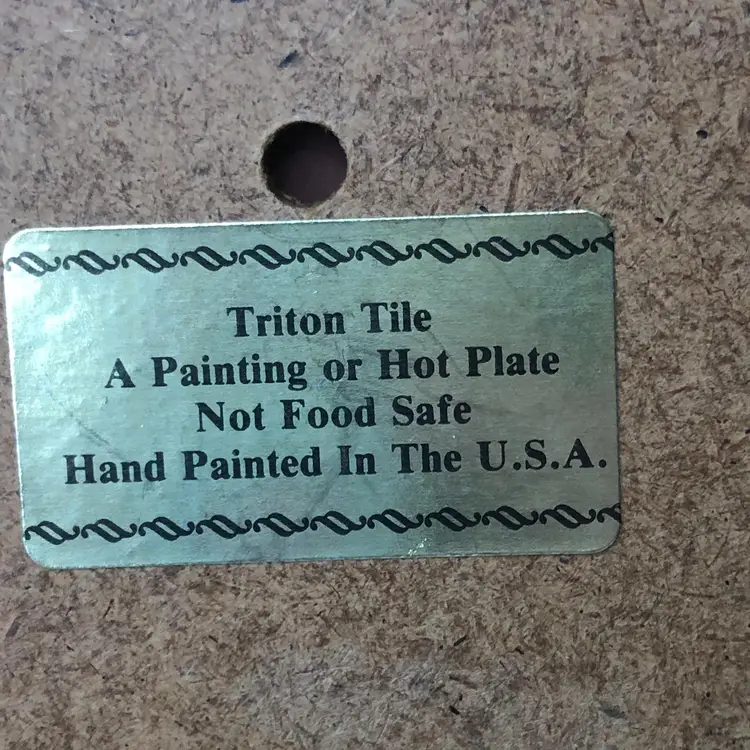 Triton Tile
A Painting or Hot Plate
Not Food Safe
Hand Painted In The U.S.A.